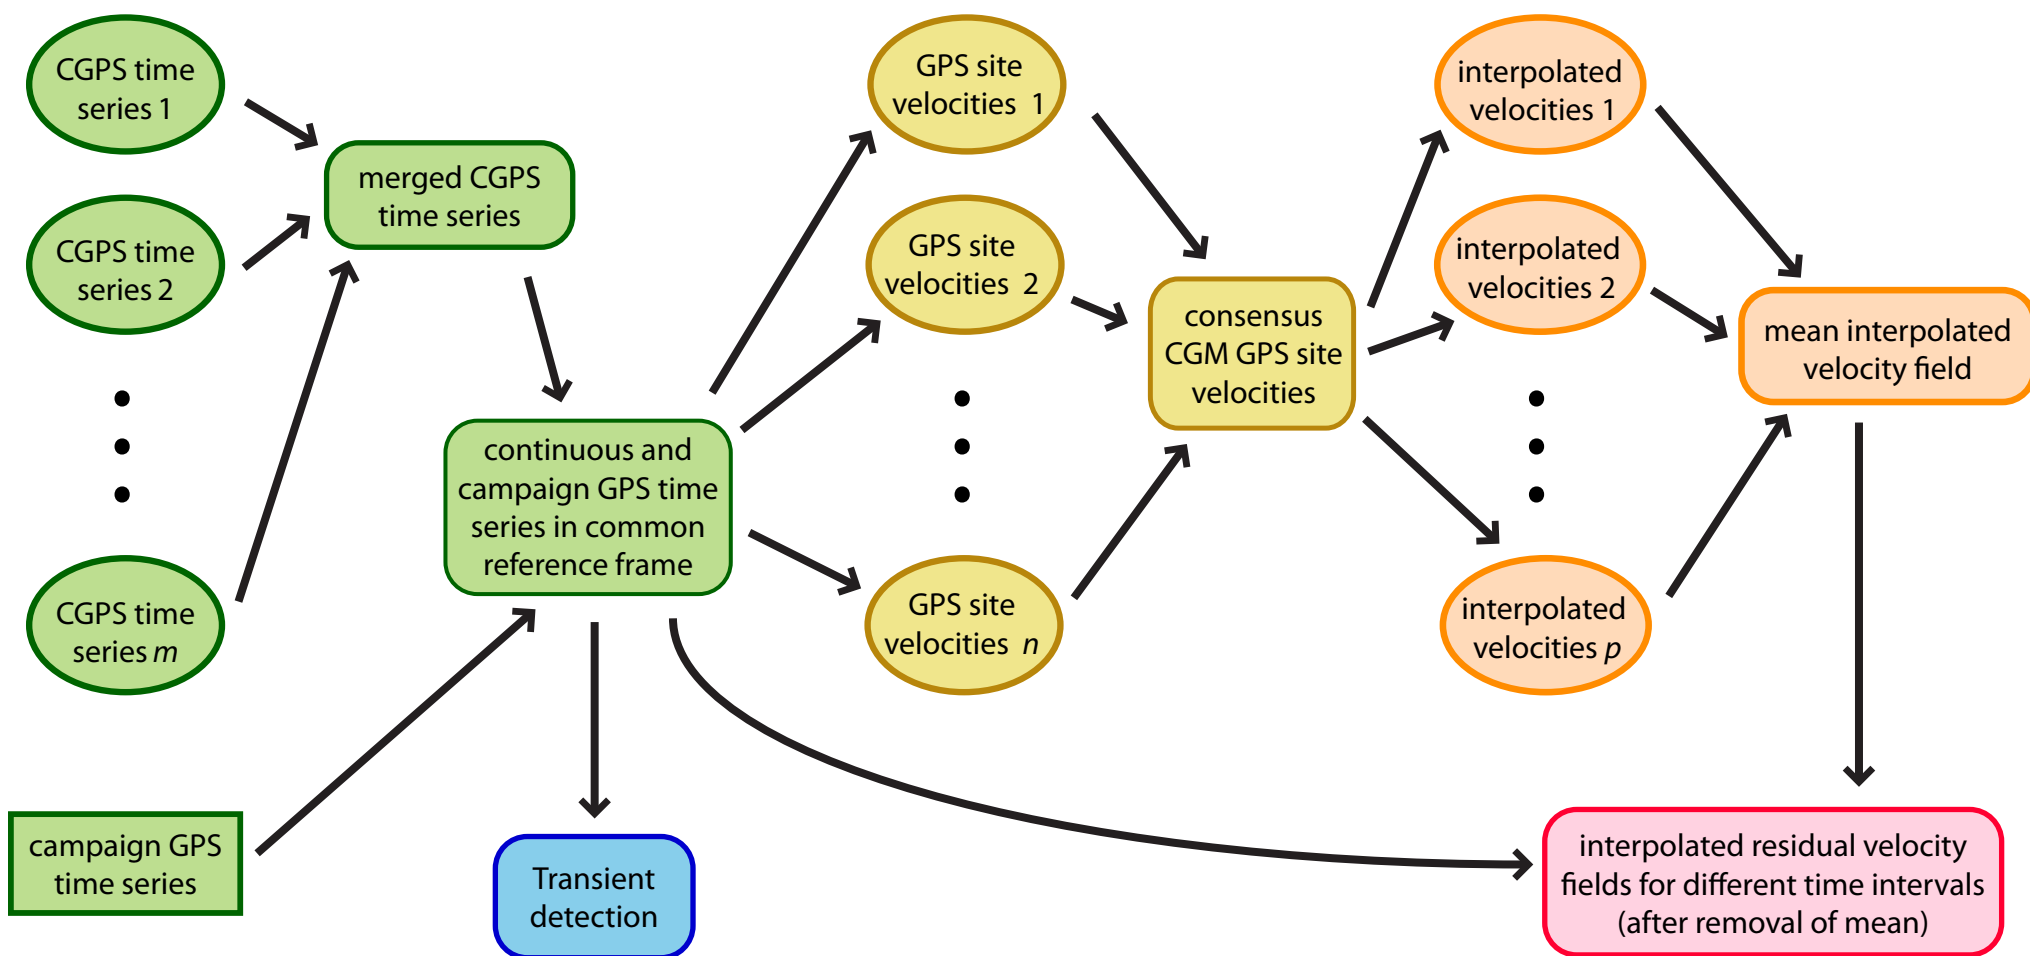 CGPS time
series 1
CGPS time
series 2
CGPS time
series m
campaign GPS
time series
merged CGPS
time series
continuous and
campaign GPS time
series in common
reference frame
Transient
detection
GPS site
velocities 1
GPS site
velocities 2
GPS site
velocities n
consensus
CGM GPS site
velocities
interpolated
velocities 1
interpolated
velocities 2
interpolated
velocities p
mean interpolated
velocity field
interpolated residual velocity
fields for different time intervals
(after removal of mean)